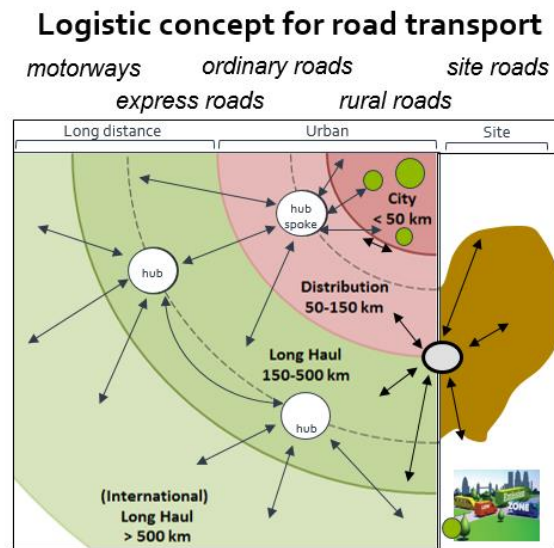 Logistic concept for road transport
motorways
ordinary roads
site roads
express roads
rural roads
Long distance
Urban
Site
City
< 50 km
hub
spoke
hub
Distribution
50-150 km
Long Haul
150-500 km
hub
(International)
Long Haul
> 500 km
ZONE